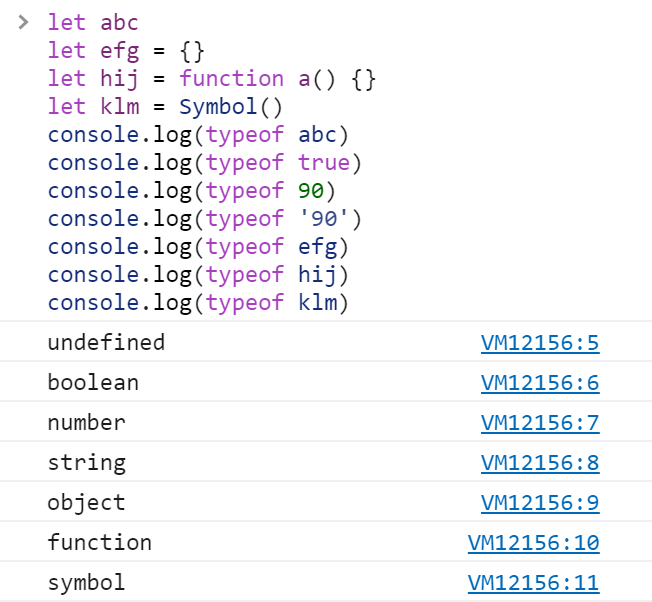 > let abc
let efg = {}
let hij = function a() {}
let klm = Symbol()
console.log(typeof abc)
console.log(typeof true)
console.log(typeof 90)
console.log(typeof '90')
console.log(typeof efg)
console.log(typeof hij)
console.log(typeof klm)
undefined VM12156:5
boolean VM12156:6
number VM12156:7
string VM12156:8
object VM12156:9
function VM12156:10
symbol VM12156:11